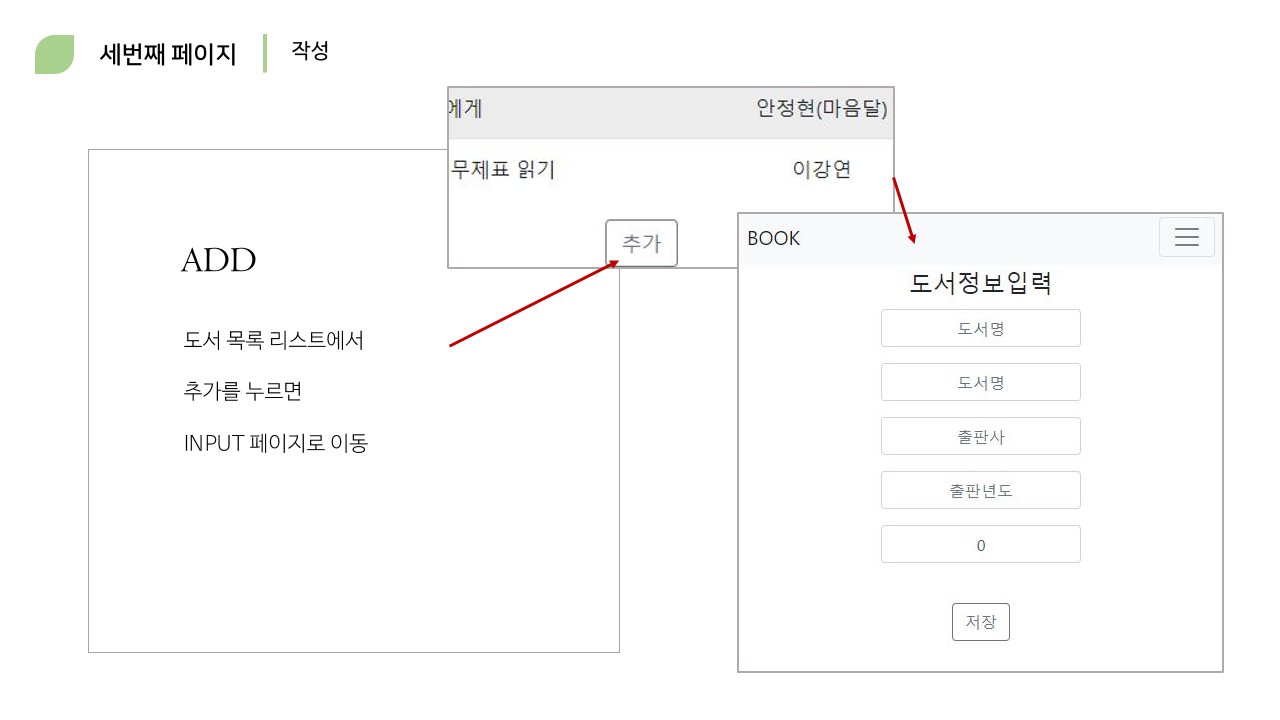 세번째 페이지
작성
에게 안정현(마음달)
무제표 읽기 이강연
추가
ADD
도서 목록 리스트에서
추가를 누르면
INPUT 페이지로 이동
BOOK
도서정보입력
도서명
도서명
출판사
출판년도
0
저장